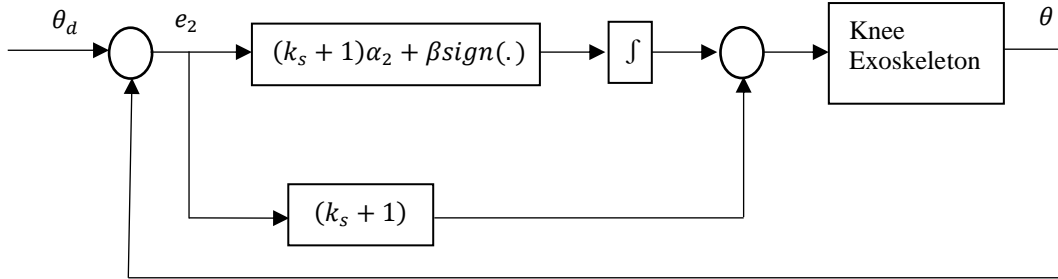 θ_d
e_2
(k_s + 1)α_2 + βsign(.)
∫
Knee
Exoskeleton
θ
(k_s + 1)